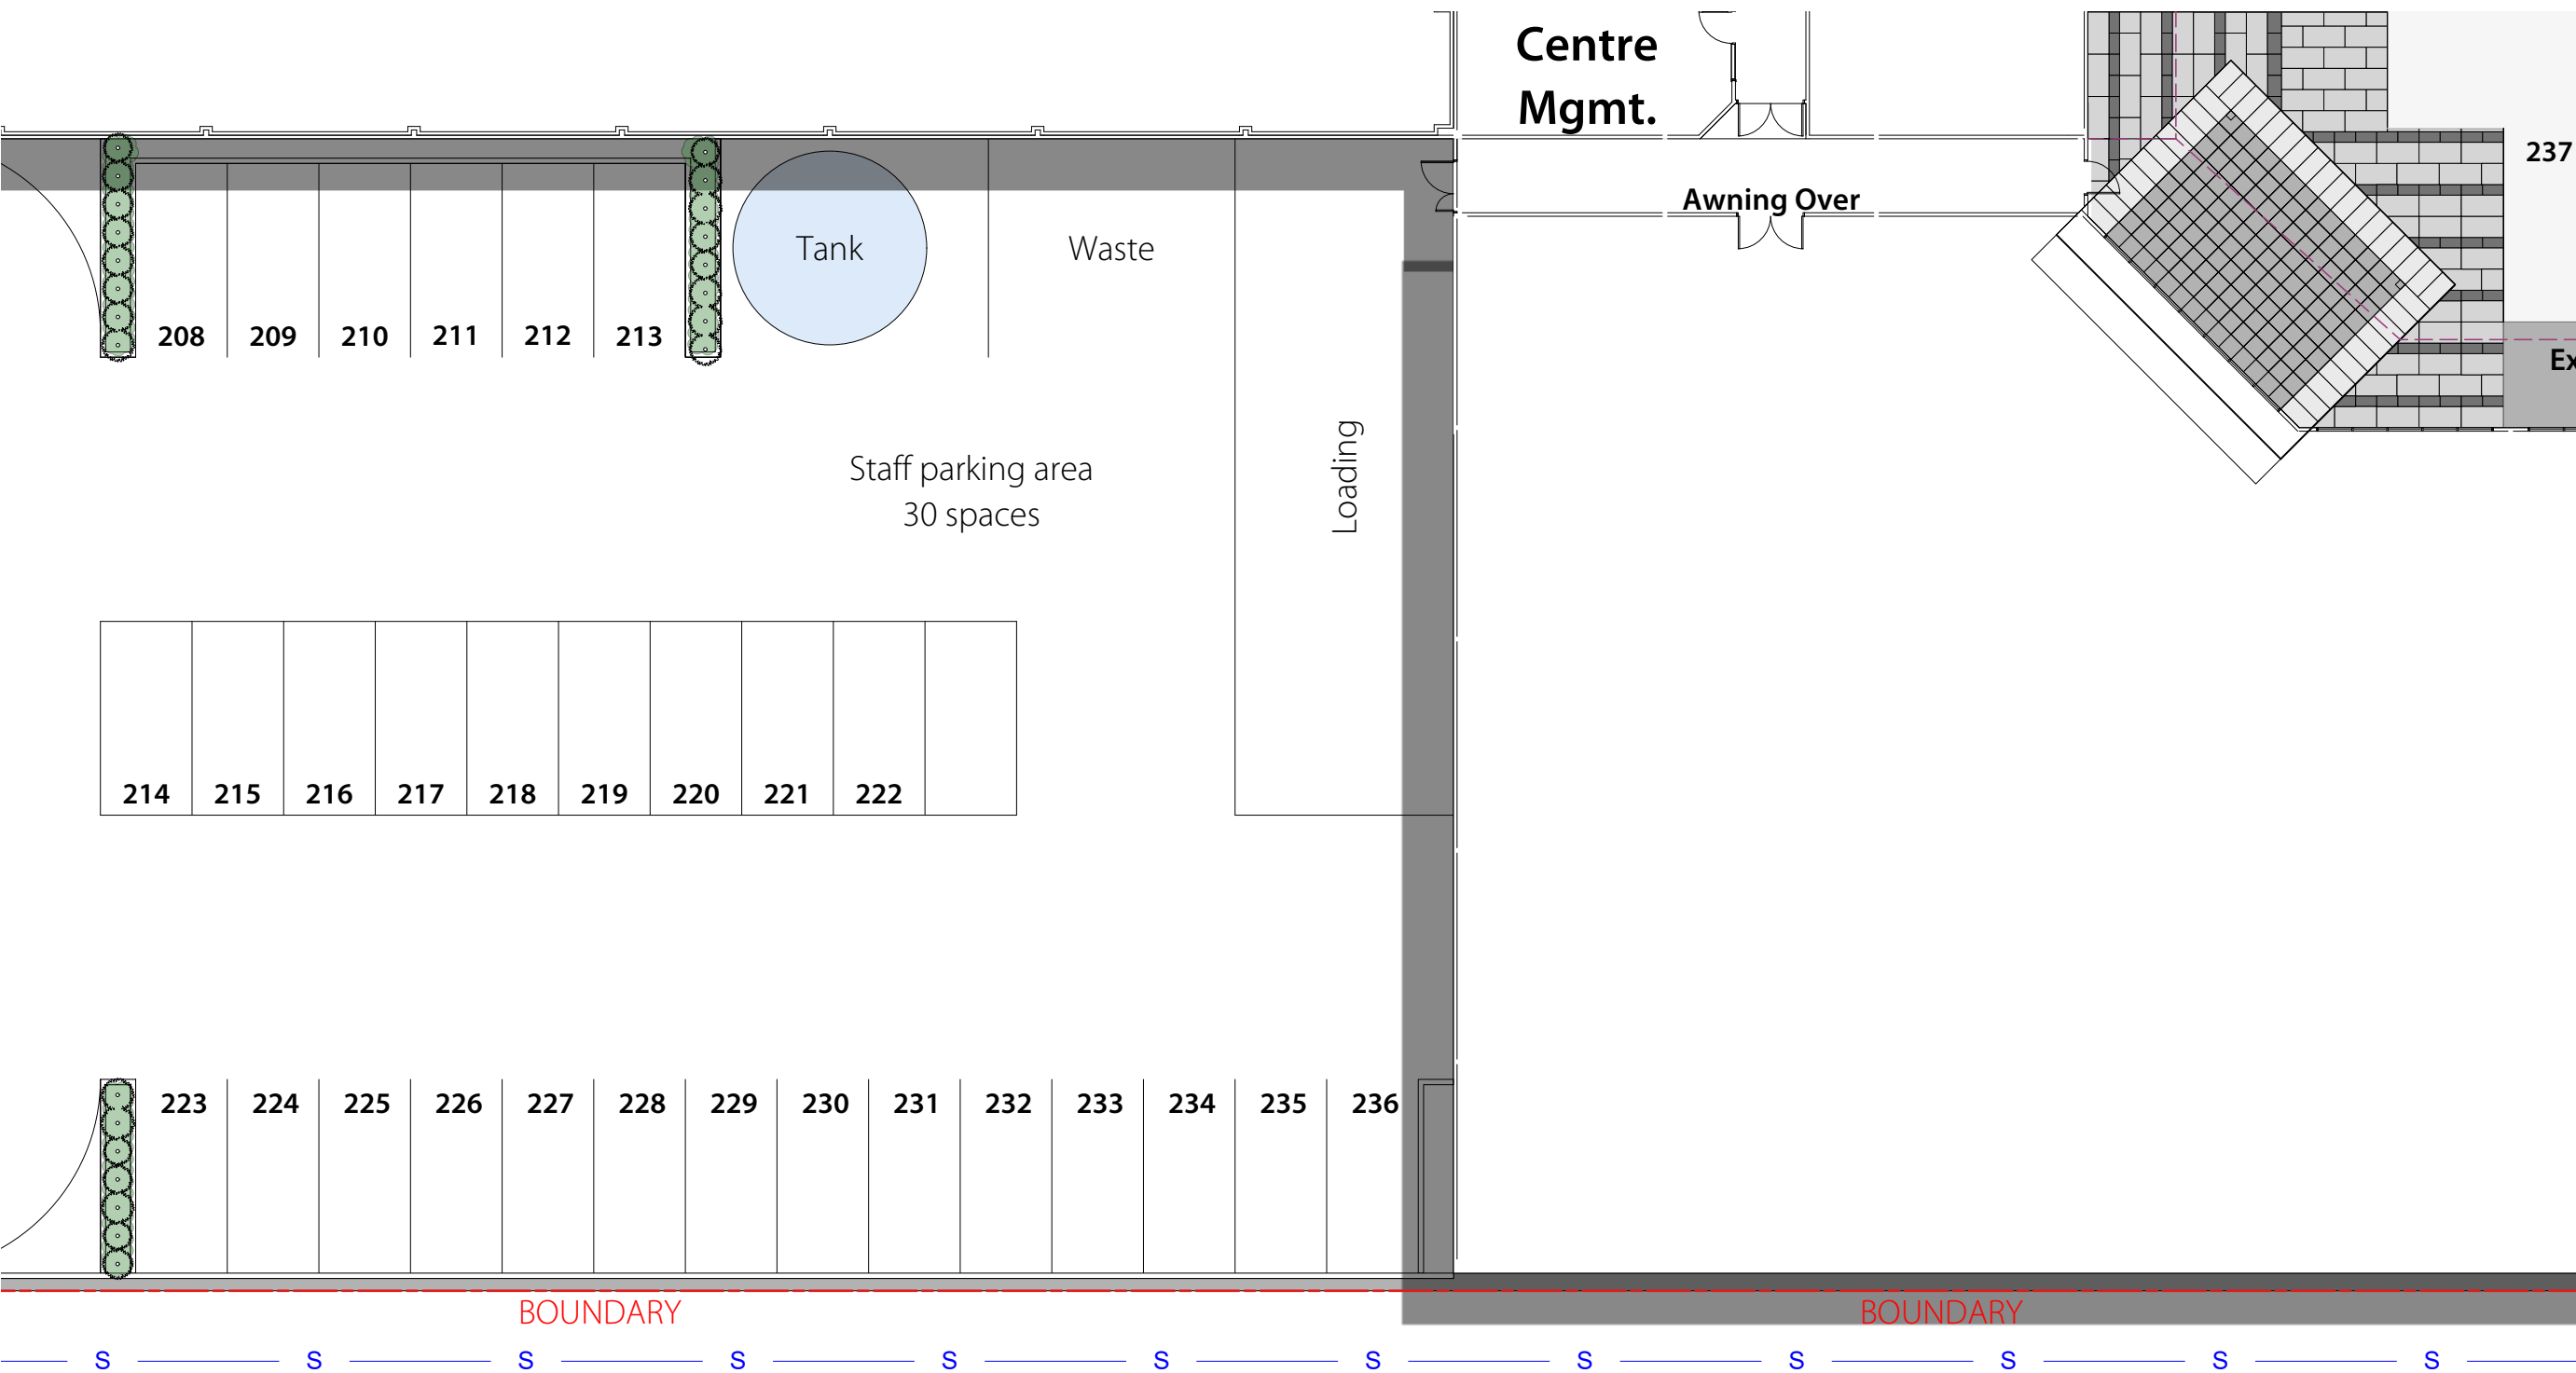 Centre
Mgmt.
237
Awning Over
Tank
Waste
208 209 210 211 212 213
Ex
Staff parking area
30 spaces
Loading
214 215 216 217 218 219 220 221 222
223 224 225 226 227 228 229 230 231 232 233 234 235 236
BOUNDARY BOUNDARY
S S S S S S S S S S S S